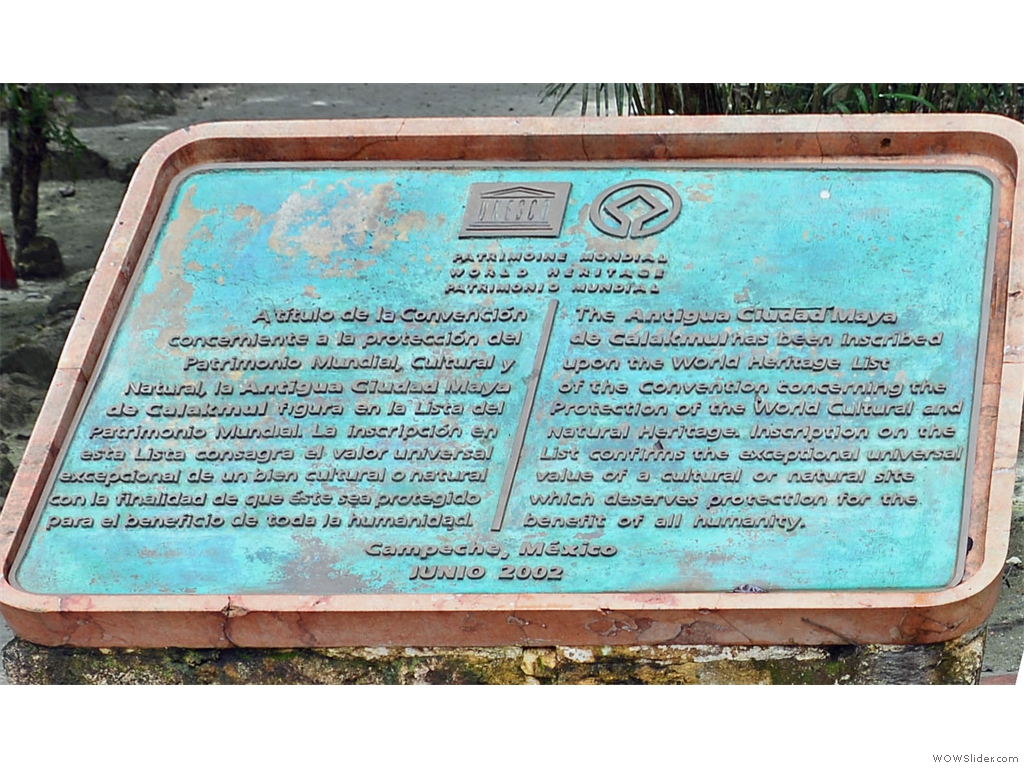 UNESCO
PATRIMOINE MONDIAL
WORLD HERITAGE
PATRIMONIO MUNDIAL
A título de la Convención
concerniente a la protección del
Patrimonio Mundial, Cultural y
Natural, la Antigua Ciudad Maya
de Calakmul figura en la Lista del
Patrimonio Mundial. La inscripción en
esta Lista consagra el valor universal
excepcional de un bien cultural o natural
con la finalidad de que éste sea protegido
para el beneficio de toda la humanidad.
The Antigua Ciudad Maya
de Calakmul has been inscribed
upon the World Heritage List
of the Convention concerning the
Protection of the World Cultural and
Natural Heritage. Inscription on the
List confirms the exceptional universal
value of a cultural or natural site
which deserves protection for the
benefit of all humanity.
Campeche, México
JUNIO 2002
WOWSlider.com